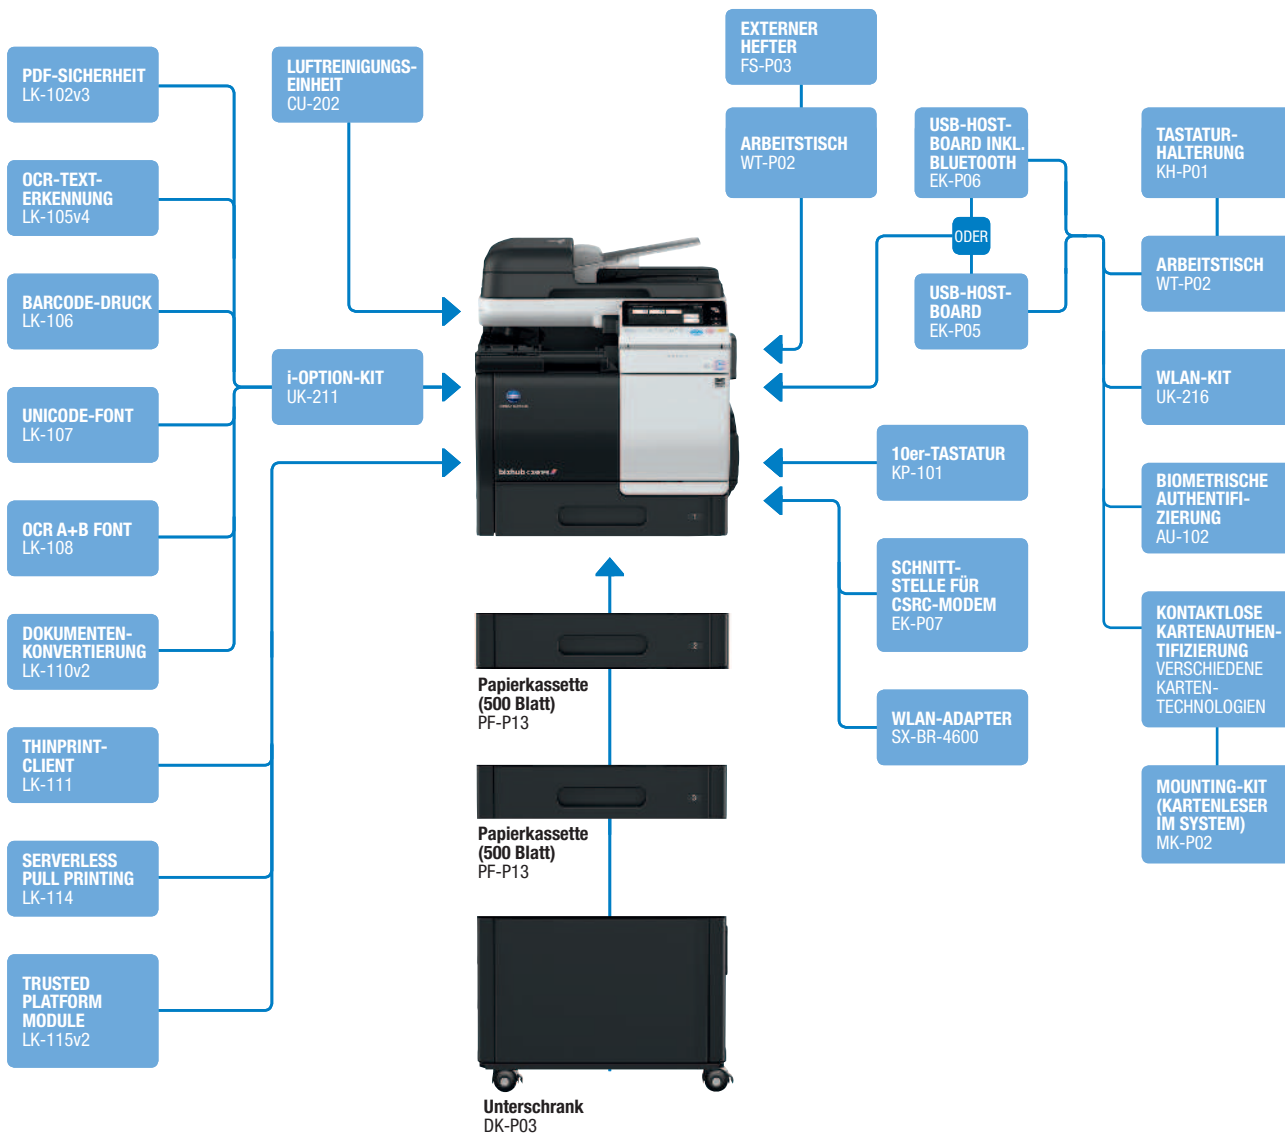 PDF-SICHERHEIT
LK-102v3
OCR-TEXT-
ERKENNUNG
LK-105v4
BARCODE-DRUCK
LK-106
UNICODE-FONT
LK-107
OCR A+B FONT
LK-108
DOKUMENTEN-
KONVERTIERUNG
LK-110v2
THINPRINT-
CLIENT
LK-111
SERVERLESS
PULL PRINTING
LK-114
TRUSTED
PLATFORM
MODULE
LK-115v2
LUFTREINIGUNGS-
EINHEIT
CU-202
i-OPTION-KIT
UK-211
bizhub
1
2
Papierkassette
(500 Blatt)
PF-P13
3
Papierkassette
(500 Blatt)
PF-P13
Unterschrank
DK-P03
EXTERNER
HEFTER
FS-P03
ARBEITSTISCH
WT-P02
USB-HOST-
BOARD INKL.
BLUETOOTH
EK-P06
ODER
USB-HOST-
BOARD
EK-P05
10er-TASTATUR
KP-101
SCHNITT-
STELLE FÜR
CSRC-MODEM
EK-P07
WLAN-ADAPTER
SX-BR-4600
TASTATUR-
HALTERUNG
KH-P01
ARBEITSTISCH
WT-P02
WLAN-KIT
UK-216
BIOMETRISCHE
AUTHENTIFI-
ZIERUNG
AU-102
KONTAKTLOSE
KARTENAUTHEN-
TIFIZIERUNG
VERSCHIEDENE
KARTEN-
TECHNOLOGIEN
MOUNTING-KIT
(KARTENLESER
IM SYSTEM)
MK-P02